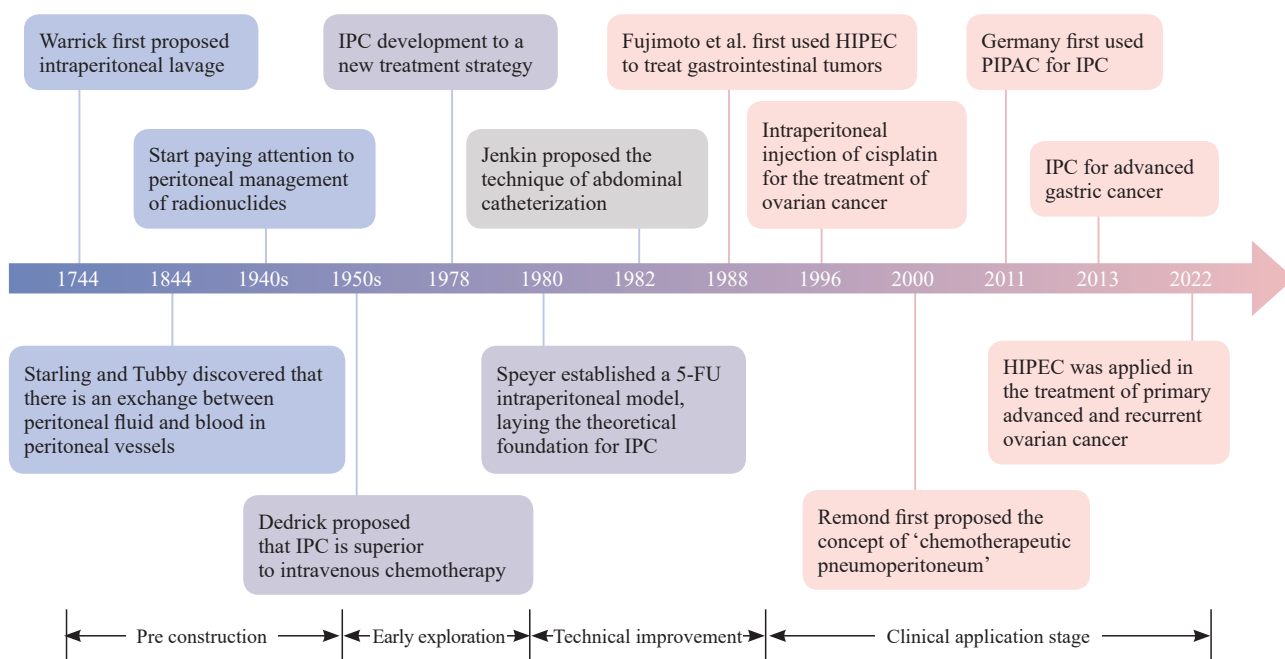 Warrick first proposed
intraperitoneal lavage
IPC development to a
new treatment strategy
Fujimoto et al. first used HIPEC
to treat gastrointestinal tumors
Germany first used
PIPAC for IPC
Start paying attention to
peritoneal management
of radionuclides
Jenkin proposed the
technique of abdominal
catheterization
Intraperitoneal
injection of cisplatin
for the treatment of
ovarian cancer
IPC for advanced
gastric cancer
1744 1844 1940s 1950s 1978 1980 1982 1988 1996 2000 2011 2013 2022
Starling and Tubby discovered that
there is an exchange between
peritoneal fluid and blood in
peritoneal vessels
Speyer established a 5-FU
intraperitoneal model,
laying the theoretical
foundation for IPC
HIPEC was applied in
the treatment of primary
advanced and recurrent
ovarian cancer
Dedrick proposed
that IPC is superior
to intravenous chemotherapy
Remond first proposed the
concept of ‘chemotherapeutic
pneumoperitoneum’
Pre construction Early exploration Technical improvement Clinical application stage